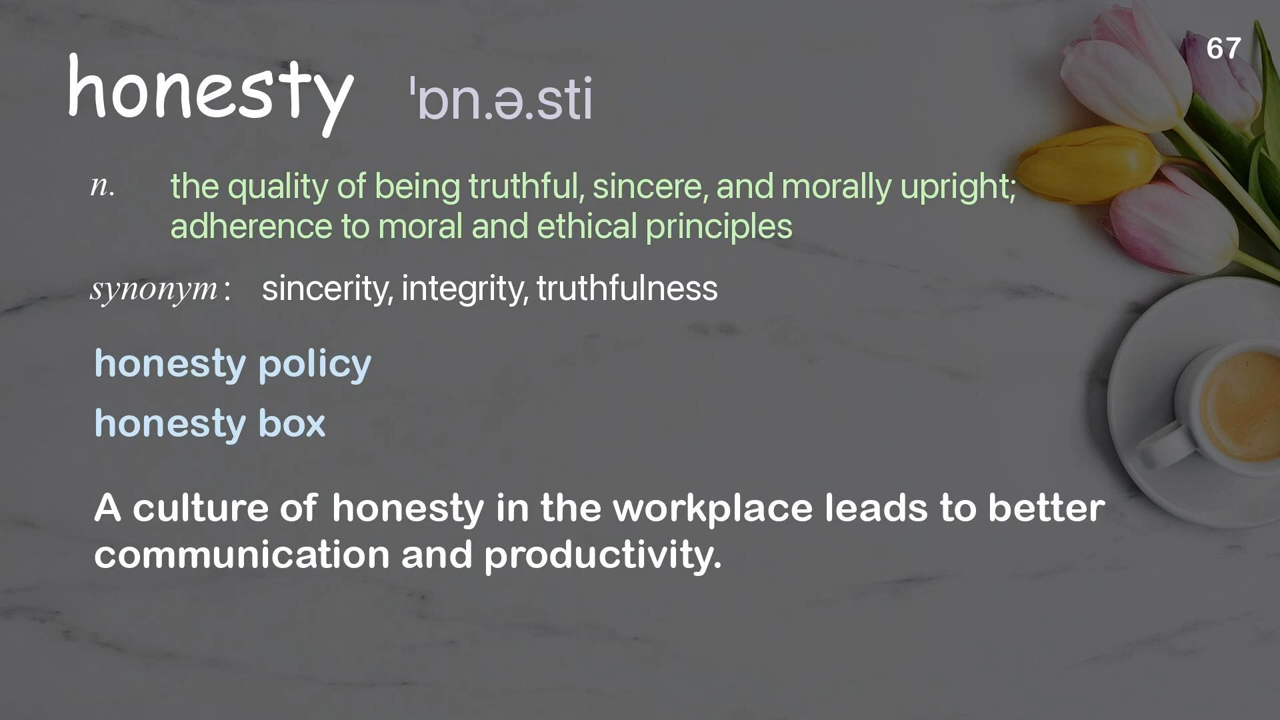 67
honesty ˈɒn.ə.sti
n. the quality of being truthful, sincere, and morally upright;
adherence to moral and ethical principles
synonym : sincerity, integrity, truthfulness
honesty policy
honesty box
A culture of honesty in the workplace leads to better
communication and productivity.